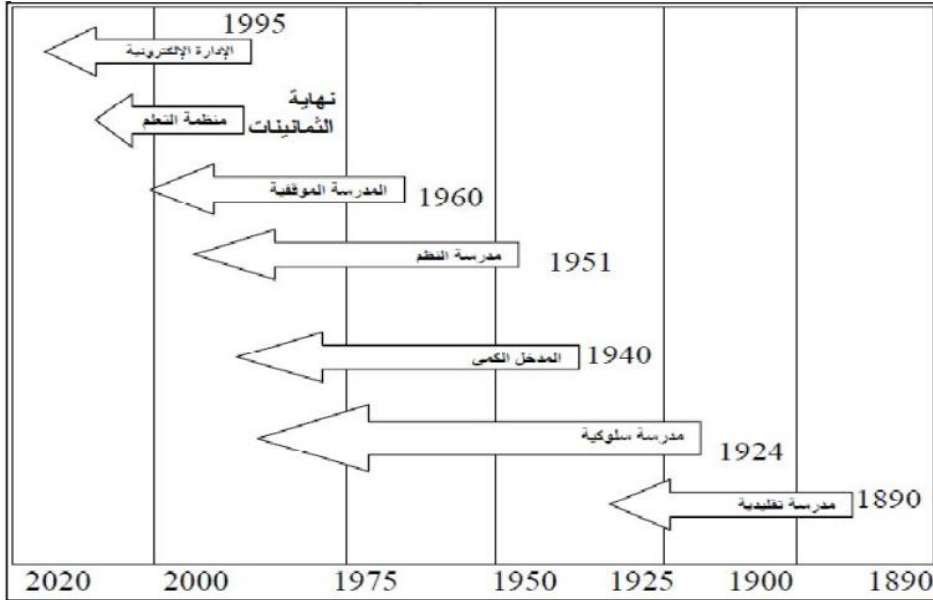 1995
الإدارة الإلكترونية
نهاية
الثمانينات
منظمة التعلم
1960
المدرسة الموقفية
1951
مدرسة النظم
1940
المدخل الكمى
1924
مدرسة سلوكية
1890
مدرسة تقليدية
2020 2000 1975 1950 1925 1900 1890